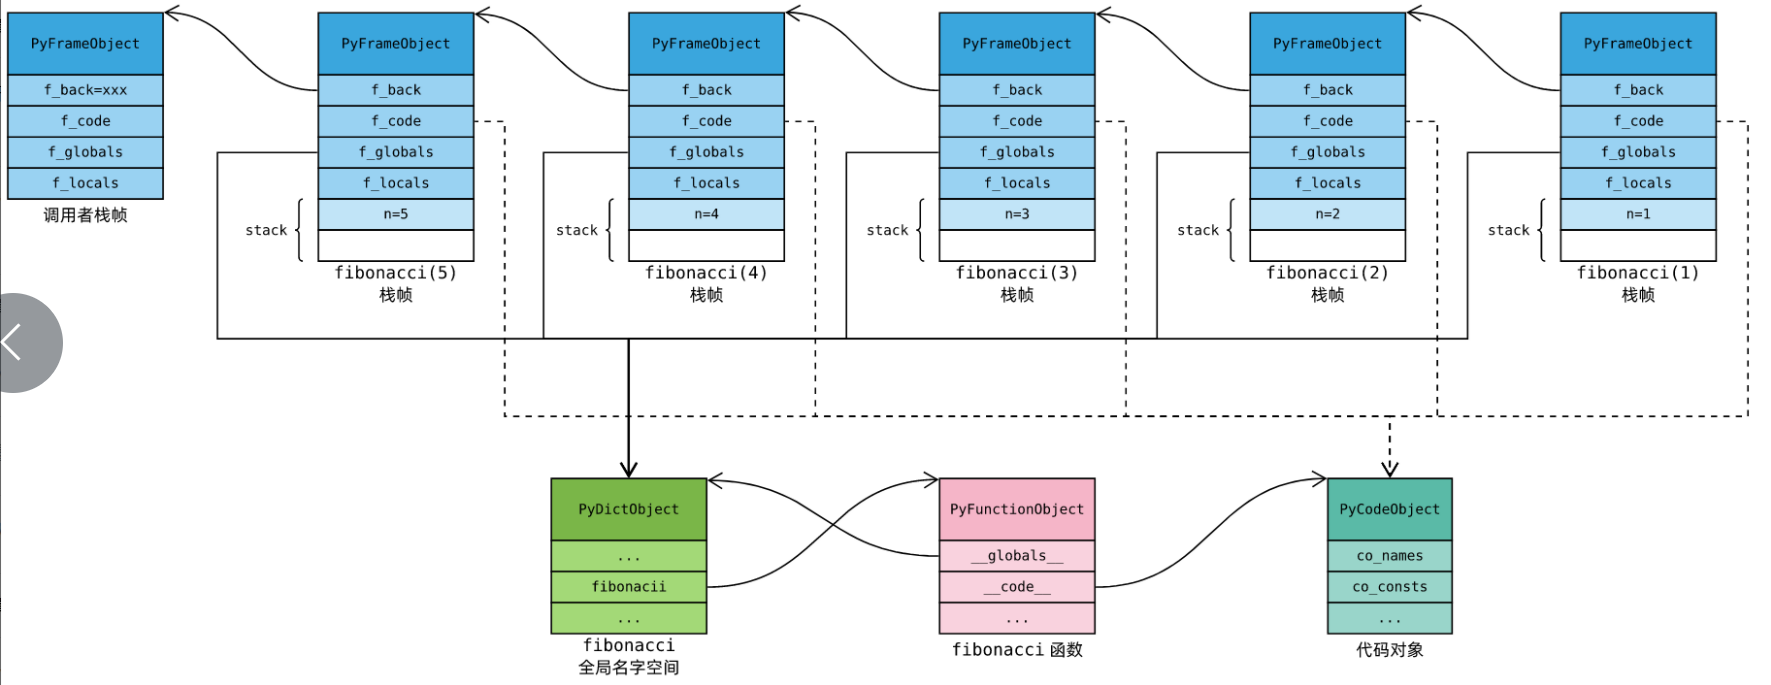 PyFrameObject
f_back=xxx
f_code
f_globals
f_locals
调用者栈帧
PyFrameObject
f_back
f_code
f_globals
f_locals
stack
n=5
fibonacci(5)
栈帧
PyFrameObject
f_back
f_code
f_globals
f_locals
stack
n=4
fibonacci(4)
栈帧
PyFrameObject
f_back
f_code
f_globals
f_locals
stack
n=3
fibonacci(3)
栈帧
PyFrameObject
f_back
f_code
f_globals
f_locals
stack
n=2
fibonacci(2)
栈帧
PyFrameObject
f_back
f_code
f_globals
f_locals
stack
n=1
fibonacci(1)
栈帧
PyDictObject
...
fibonacii
...
fibonacci
全局名字空间
PyFunctionObject
__globals__
__code__
...
fibonacci 函数
PyCodeObject
co_names
co_consts
...
代码对象